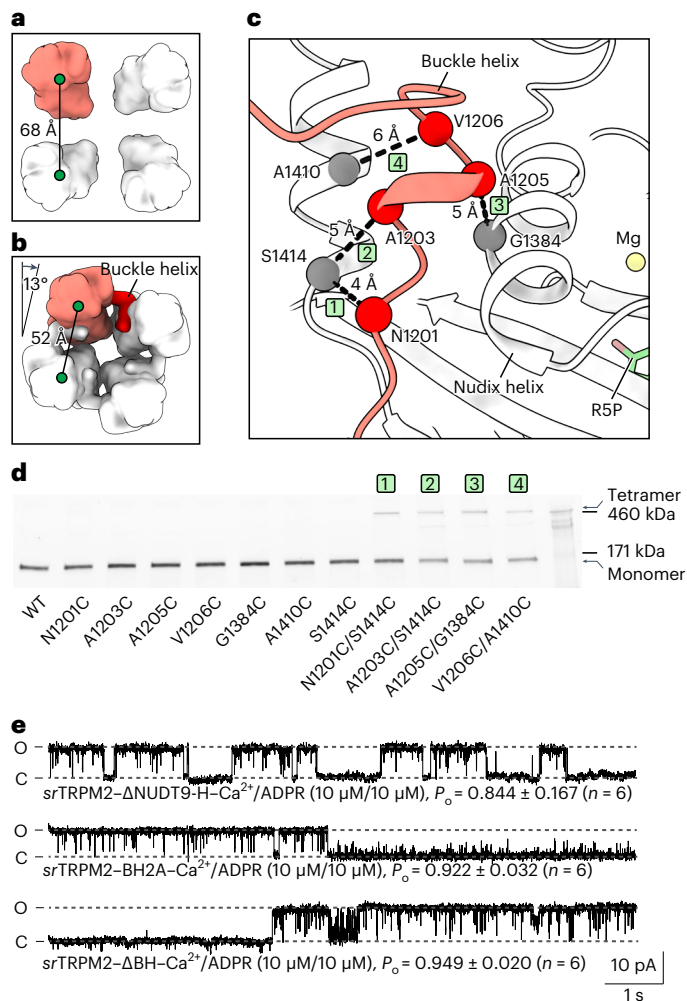 a
68 Å
b
13°
Buckle helix
52 Å
c
Buckle helix
V1206
6 Å
4
A1410
A1205
3
5 Å
5 Å
A1203
G1384
Mg
S1414
2
4 Å
1
N1201
Nudix helix
R5P
d
1 2 3 4
Tetramer
460 kDa
171 kDa
Monomer
WT
N1201C
A1203C
A1205C
V1206C
G1384C
A1410C
S1414C
N1201C/S1414C
A1203C/S1414C
A1205C/G1384C
V1206C/A1410C
e
O
C
srTRPM2–ΔNUDT9-H–Ca²⁺/ADPR (10 µM/10 µM), Pₒ = 0.844 ± 0.167 (n = 6)
O
C
srTRPM2–BH2A–Ca²⁺/ADPR (10 µM/10 µM), Pₒ = 0.922 ± 0.032 (n = 6)
O
C
srTRPM2–ΔBH–Ca²⁺/ADPR (10 µM/10 µM), Pₒ = 0.949 ± 0.020 (n = 6)
10 pA
1 s